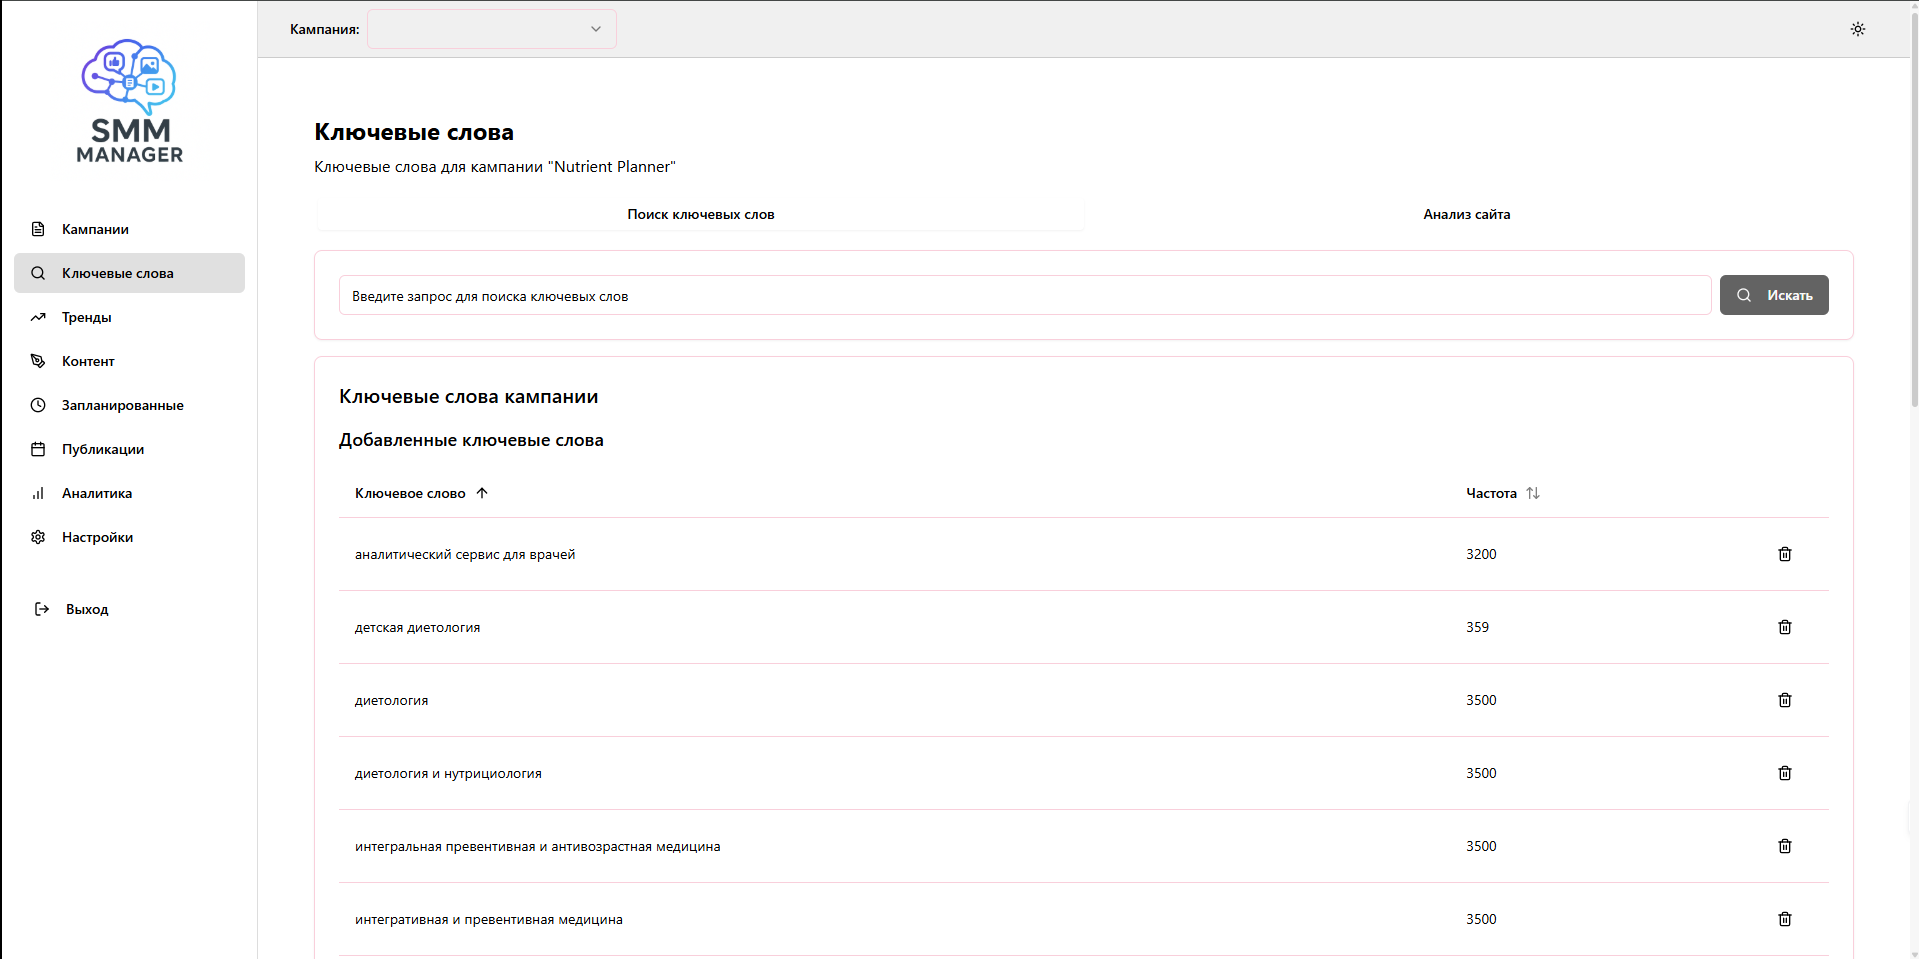 Кампания:
SMM
MANAGER
Кампании
Ключевые слова
Тренды
Контент
Запланированные
Публикации
Аналитика
Настройки
Выход
Ключевые слова
Ключевые слова для кампании "Nutrient Planner"
Поиск ключевых слов
Анализ сайта
Введите запрос для поиска ключевых слов
Искать
Ключевые слова кампании
Добавленные ключевые слова
Ключевое слово Частота
аналитический сервис для врачей 3200
детская диетология 359
диетология 3500
диетология и нутрициология 3500
интегральная превентивная и антивозрастная медицина 3500
интегративная и превентивная медицина 3500